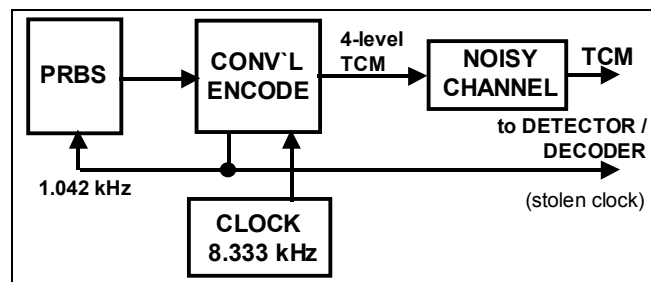 PRBS
CONV`L
ENCODE
4-level
TCM
NOISY
CHANNEL
TCM
to DETECTOR /
DECODER
1.042 kHz
(stolen clock)
CLOCK
8.333 kHz